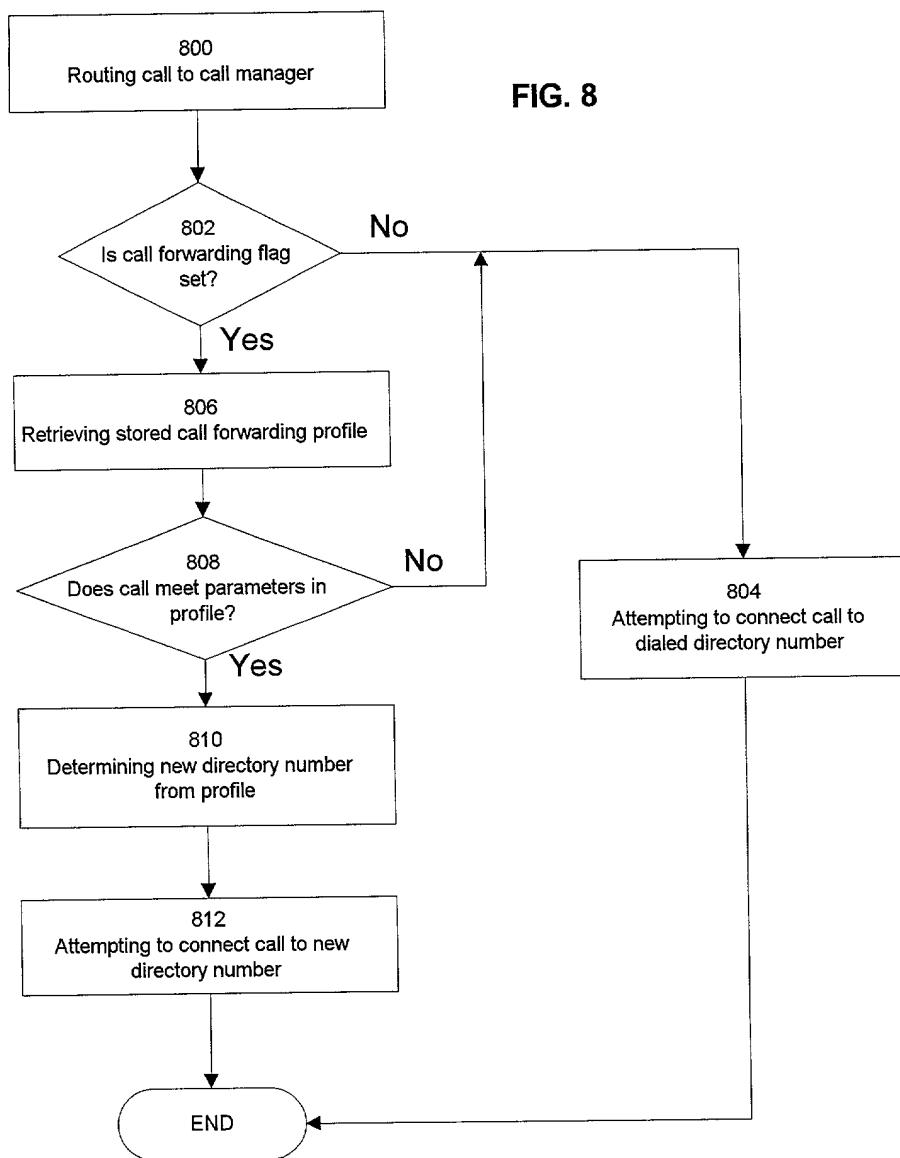 800
Routing call to call manager
FIG. 8
802
Is call forwarding flag
set?
No
Yes
806
Retrieving stored call forwarding profile
808
Does call meet parameters in
profile?
No
Yes
804
Attempting to connect call to
dialed directory number
810
Determining new directory number
from profile
812
Attempting to connect call to new
directory number
END